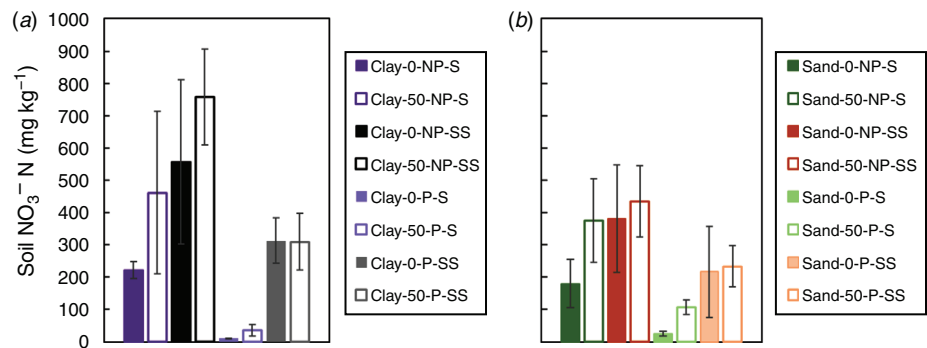 (a)
(b)
Soil NO₃⁻ N (mg kg⁻¹)
1000
900
800
700
600
500
400
300
200
100
0
Clay-0-NP-S
Clay-50-NP-S
Clay-0-NP-SS
Clay-50-NP-SS
Clay-0-P-S
Clay-50-P-S
Clay-0-P-SS
Clay-50-P-SS
Sand-0-NP-S
Sand-50-NP-S
Sand-0-NP-SS
Sand-50-NP-SS
Sand-0-P-S
Sand-50-P-S
Sand-0-P-SS
Sand-50-P-SS